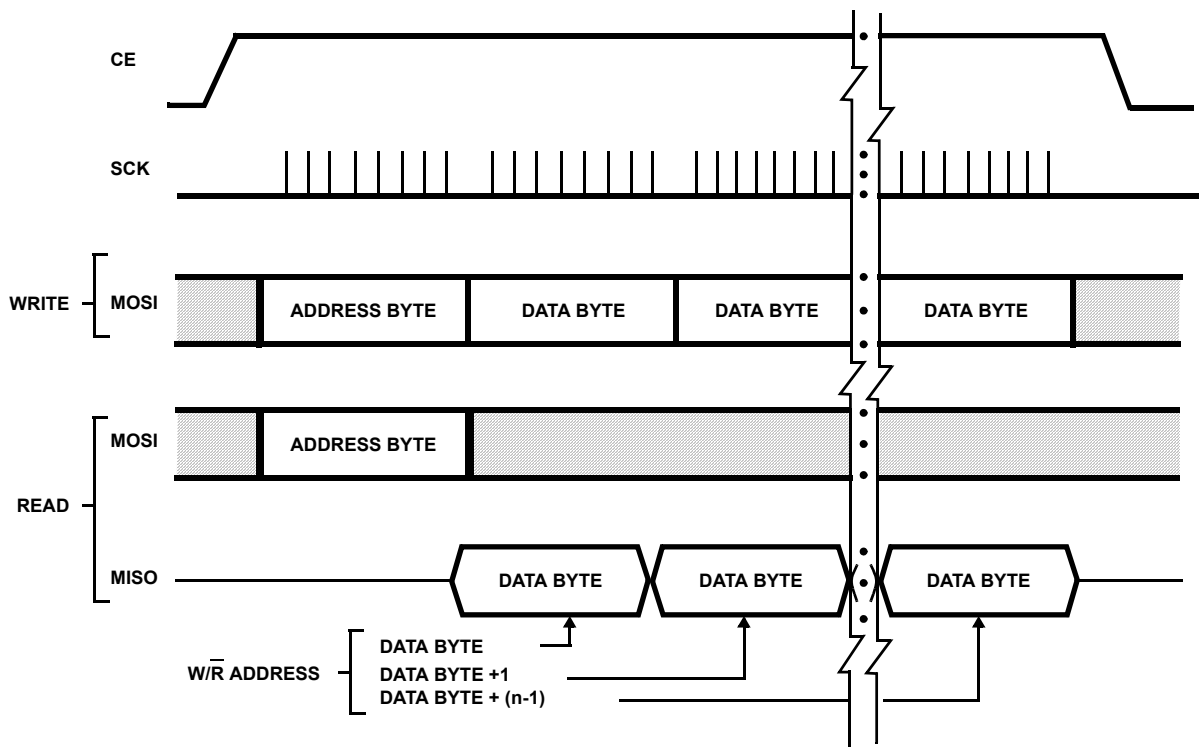 CE
SCK
WRITE
MOSI
ADDRESS BYTE
DATA BYTE
DATA BYTE
DATA BYTE
READ
MOSI
ADDRESS BYTE
MISO
DATA BYTE
DATA BYTE
DATA BYTE
W/R̅ ADDRESS
DATA BYTE
DATA BYTE +1
DATA BYTE + (n-1)